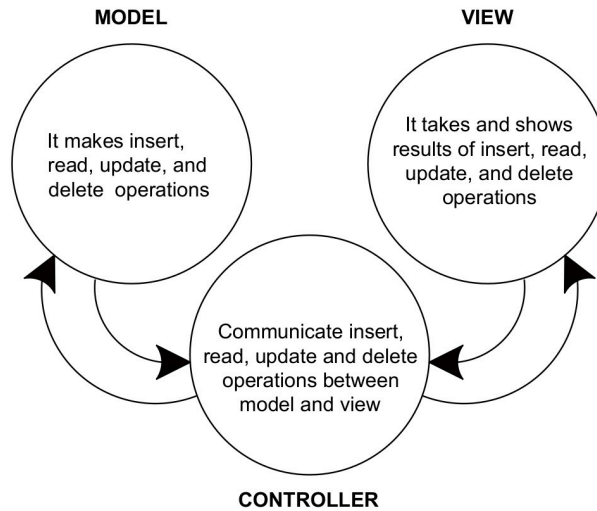 MODEL
VIEW
It makes insert,
read, update, and
delete operations
It takes and shows
results of insert, read,
update, and delete
operations
Communicate insert,
read, update and delete
operations between
model and view
CONTROLLER